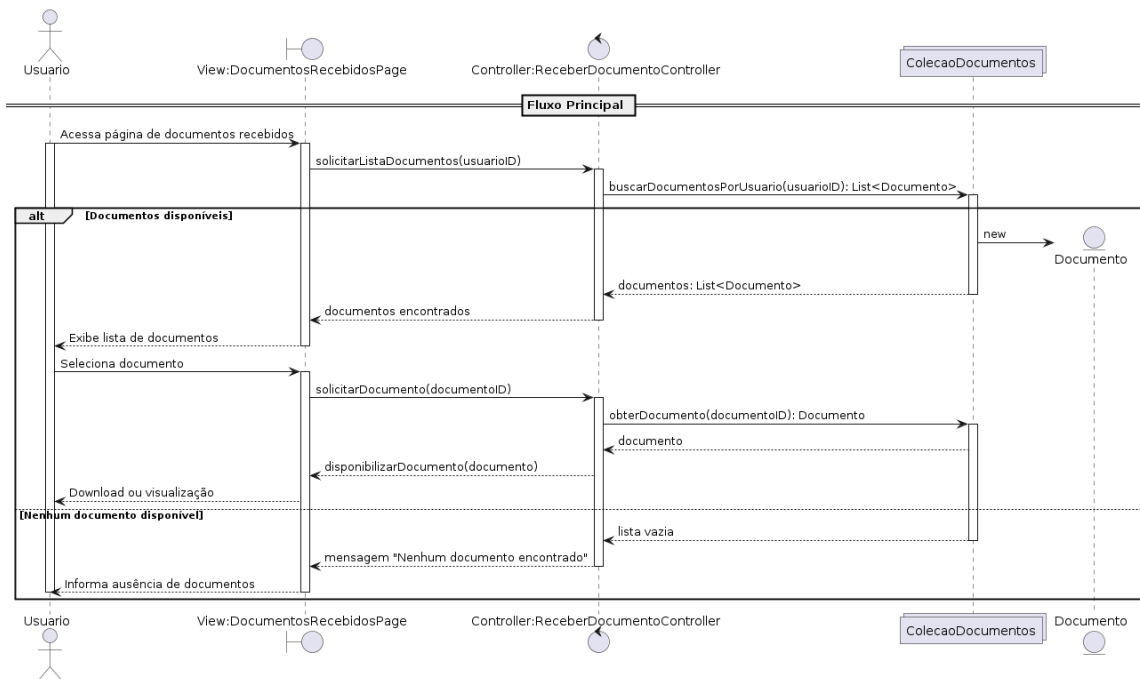 Usuario
View:DocumentosRecebidosPage
Controller:ReceberDocumentoController
ColecaoDocumentos
Fluxo Principal
Acessa página de documentos recebidos
solicitarListaDocumentos(usuarioID)
buscarDocumentosPorUsuario(usuarioID): List<Documento>
alt
[Documentos disponíveis]
new
Documento
documentos: List<Documento>
documentos encontrados
Exibe lista de documentos
Seleciona documento
solicitarDocumento(documentoID)
obterDocumento(documentoID): Documento
documento
disponibilizarDocumento(documento)
Download ou visualização
[Nenhum documento disponível]
lista vazia
mensagem "Nenhum documento encontrado"
Informa ausência de documentos
Usuario
View:DocumentosRecebidosPage
Controller:ReceberDocumentoController
ColecaoDocumentos
Documento